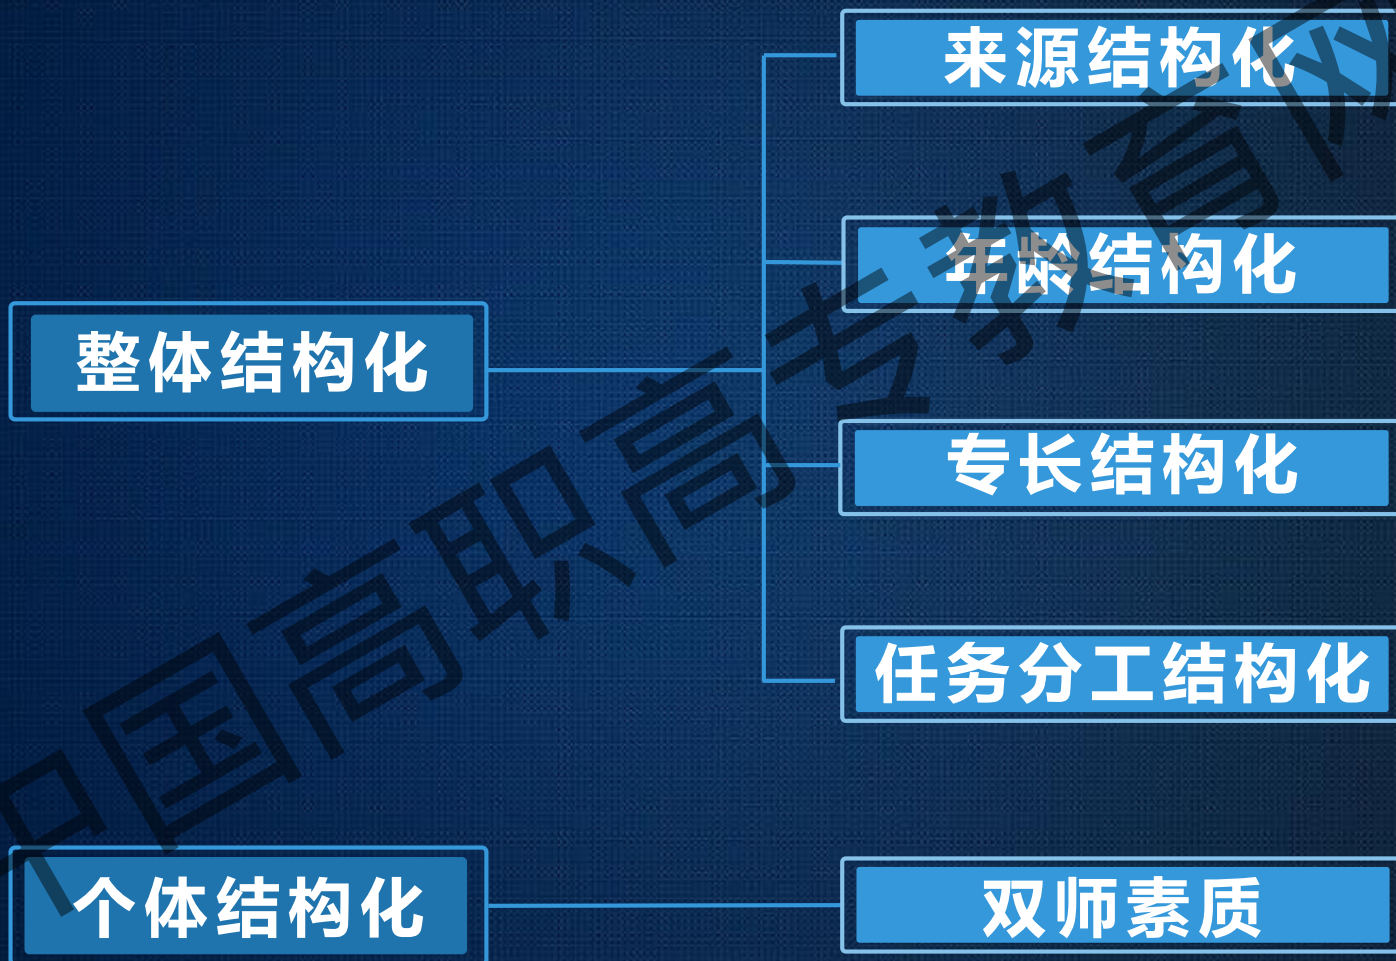 整体结构化
来源结构化
年龄结构化
专长结构化
任务分工结构化
个体结构化
双师素质
中国高职高专教育网